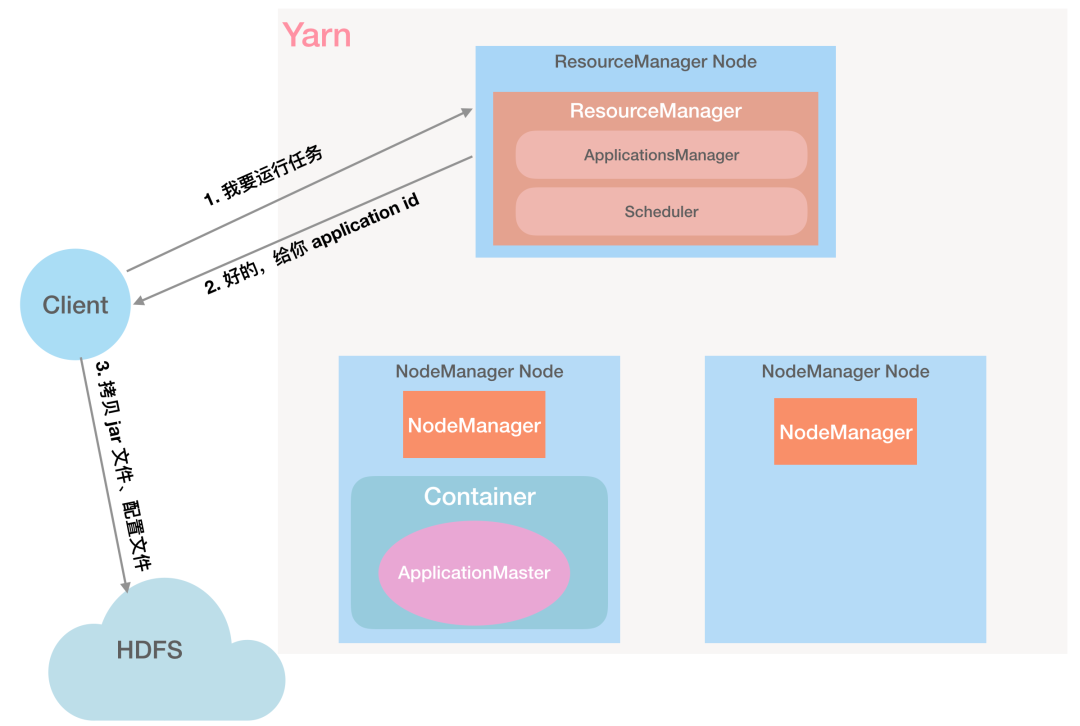 Yarn
ResourceManager Node
ResourceManager
ApplicationsManager
Scheduler
1. 我要运行任务
2. 好的，给你 application id
Client
3. 拷贝 jar 文件、配置文件
HDFS
NodeManager Node
NodeManager
Container
ApplicationMaster
NodeManager Node
NodeManager